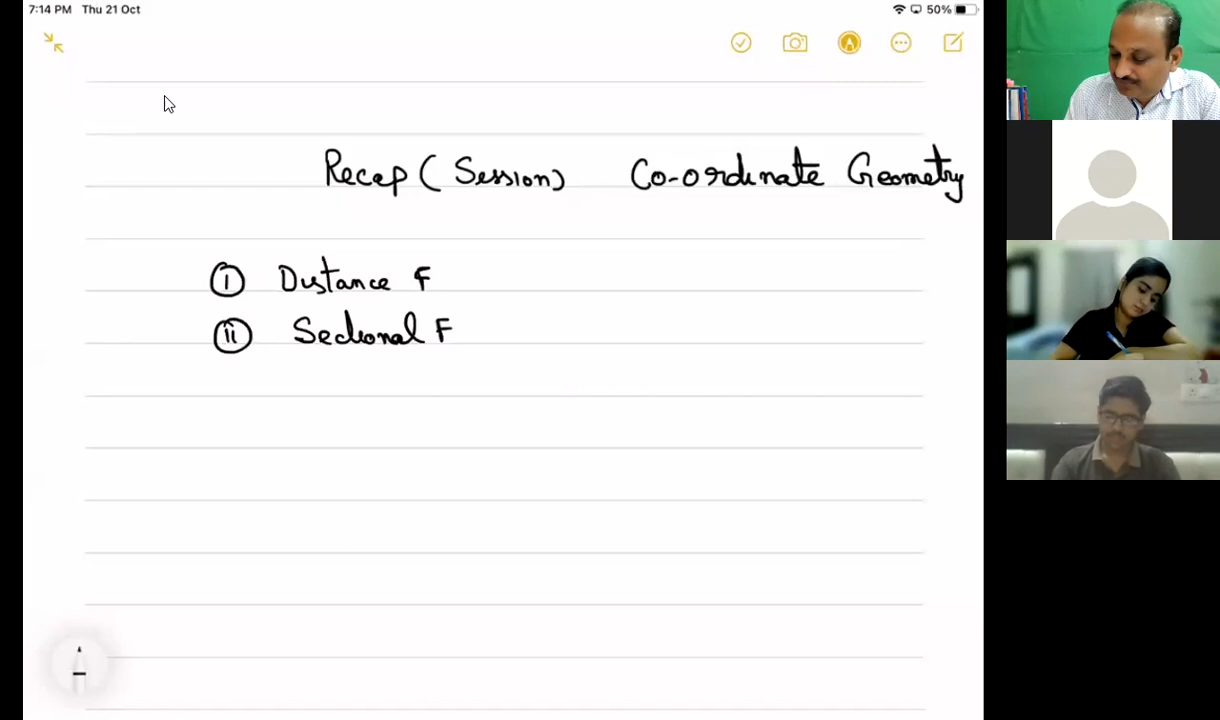 7:14 PM Thu 21 Oct
50%
Recap ( Session) Co-ordinate Geometry
i Distance F
ii Sectional F